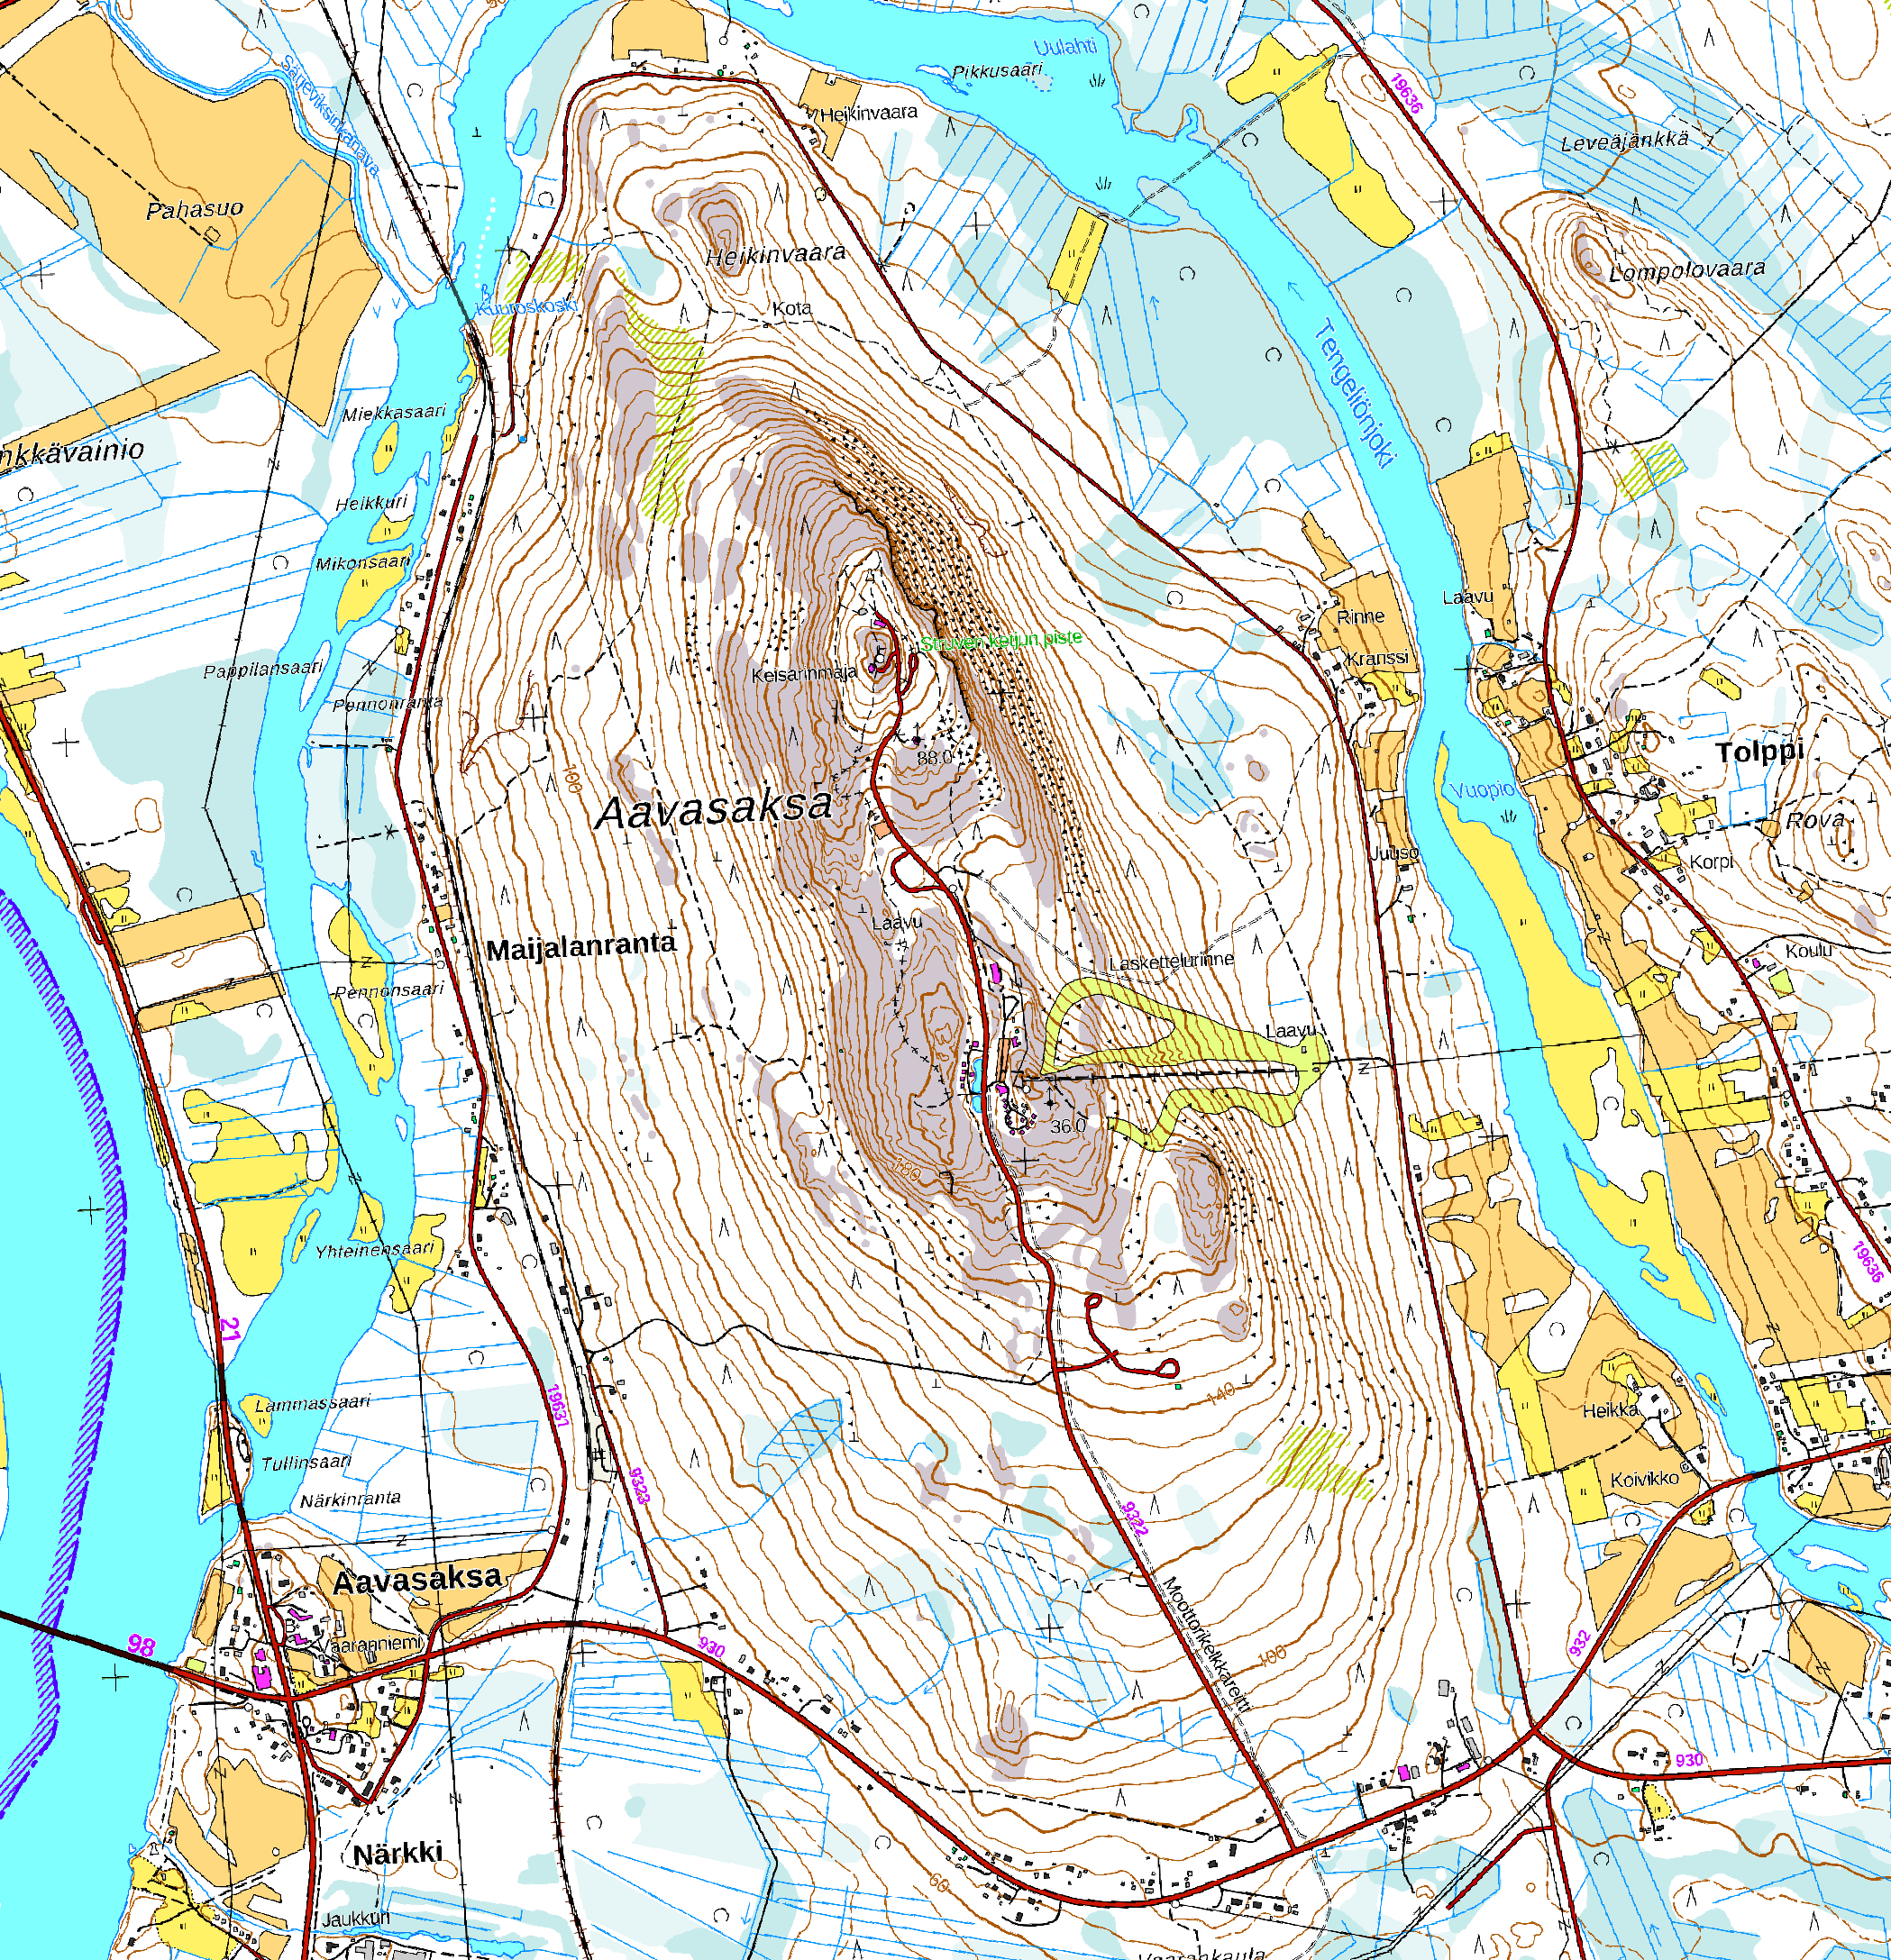 Uulahti
Pikkusaari
19636
Heikinvaara
Leveäjänkkä
Pahasuo
Heikinvaara
Lompolovaara
Kuuroskoski
Kota
Tengeliönjoki
Miekkasaari
nkkävainio
Heikkuri
Mikonsaari
Laavu
Rinne
Struven ketjun piste
Kranssi
Pappilansaari
Keisarinmaja
Pennonranta
Tolppi
88.0
100
Vuopio
Aavasaksa
Rova
Juuso
Korpi
Laavu
Maijalanranta
Koulu
Laskettelurinne
Pennonsaari
Laavu
36.0
180
Yhteinensaari
19636
21
140
Lammassaari
19631
Heikka
Tullinsaari
Koivikko
9323
Närkinranta
9322
Aavasaksa
Moottorikelkkareitti
98
Vaaranniemi
930
932
100
930
Närkki
60
Jaukkuri
Vaarankaula